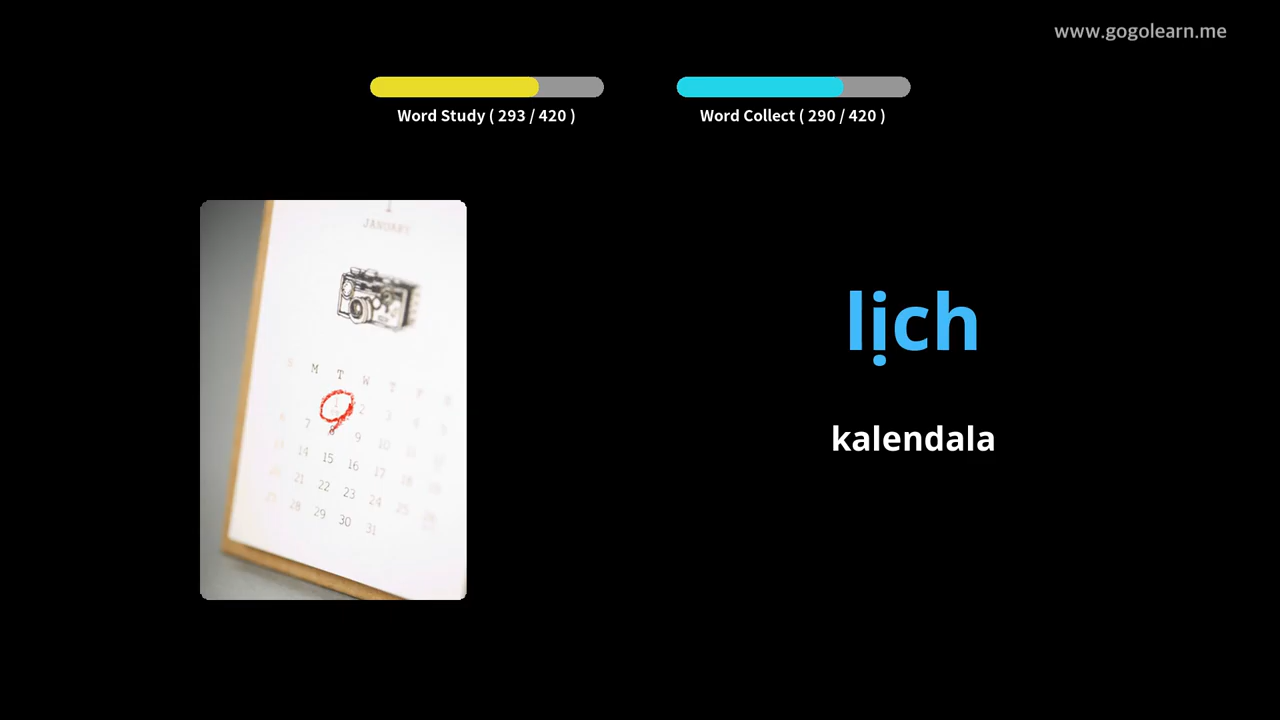 www.gogolearn.me
Word Study ( 293 / 420 )
Word Collect ( 290 / 420 )
JANUARY
S M T W T F S
1 2 3 4 5
6 7 8 9 10 11 12
13 14 15 16 17 18 19
20 21 22 23 24 25 26
27 28 29 30 31
lịch
kalendala